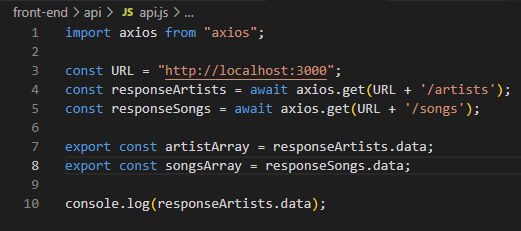 front-end > api > JS api.js > ...
1 import axios from "axios";
2
3 const URL = "http://localhost:3000";
4 const responseArtists = await axios.get(URL + '/artists');
5 const responseSongs = await axios.get(URL + '/songs');
6
7 export const artistArray = responseArtists.data;
8 export const songsArray = responseSongs.data;
9
10 console.log(responseArtists.data);